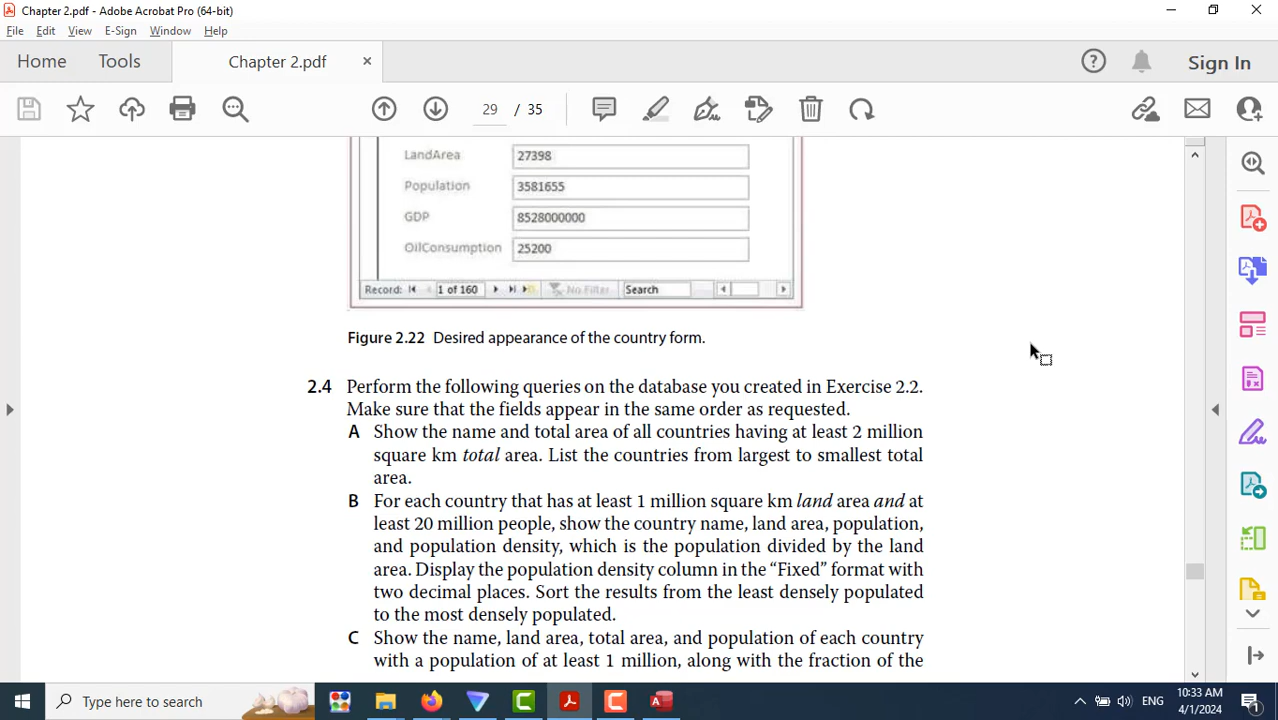 Chapter 2.pdf - Adobe Acrobat Pro (64-bit)
File Edit View E-Sign Window Help
Home Tools Chapter 2.pdf × Sign In
29 / 35
LandArea 27398
Population 3581655
GDP 8528000000
OilConsumption 25200
Record: 1 of 160 No Filter Search
Figure 2.22 Desired appearance of the country form.
2.4 Perform the following queries on the database you created in Exercise 2.2.
Make sure that the fields appear in the same order as requested.
A Show the name and total area of all countries having at least 2 million
square km total area. List the countries from largest to smallest total
area.
B For each country that has at least 1 million square km land area and at
least 20 million people, show the country name, land area, population,
and population density, which is the population divided by the land
area. Display the population density column in the “Fixed” format with
two decimal places. Sort the results from the least densely populated
to the most densely populated.
C Show the name, land area, total area, and population of each country
with a population of at least 1 million, along with the fraction of the
Type here to search
ENG
10:33 AM
4/1/2024
1